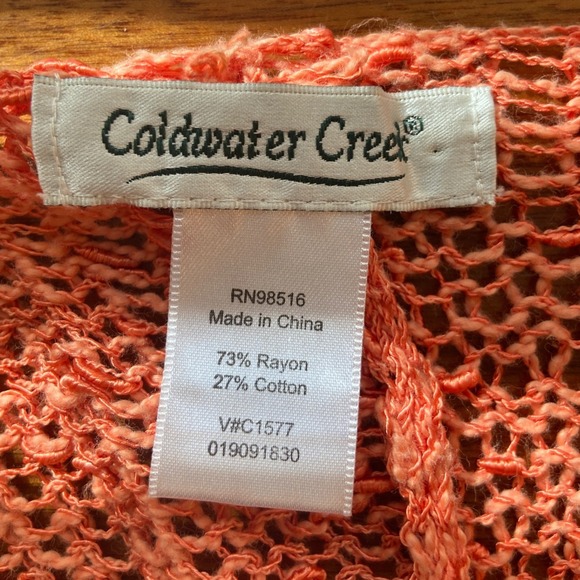 Coldwater Creek®
RN98516
Made in China
73% Rayon
27% Cotton
V#C1577
019091830